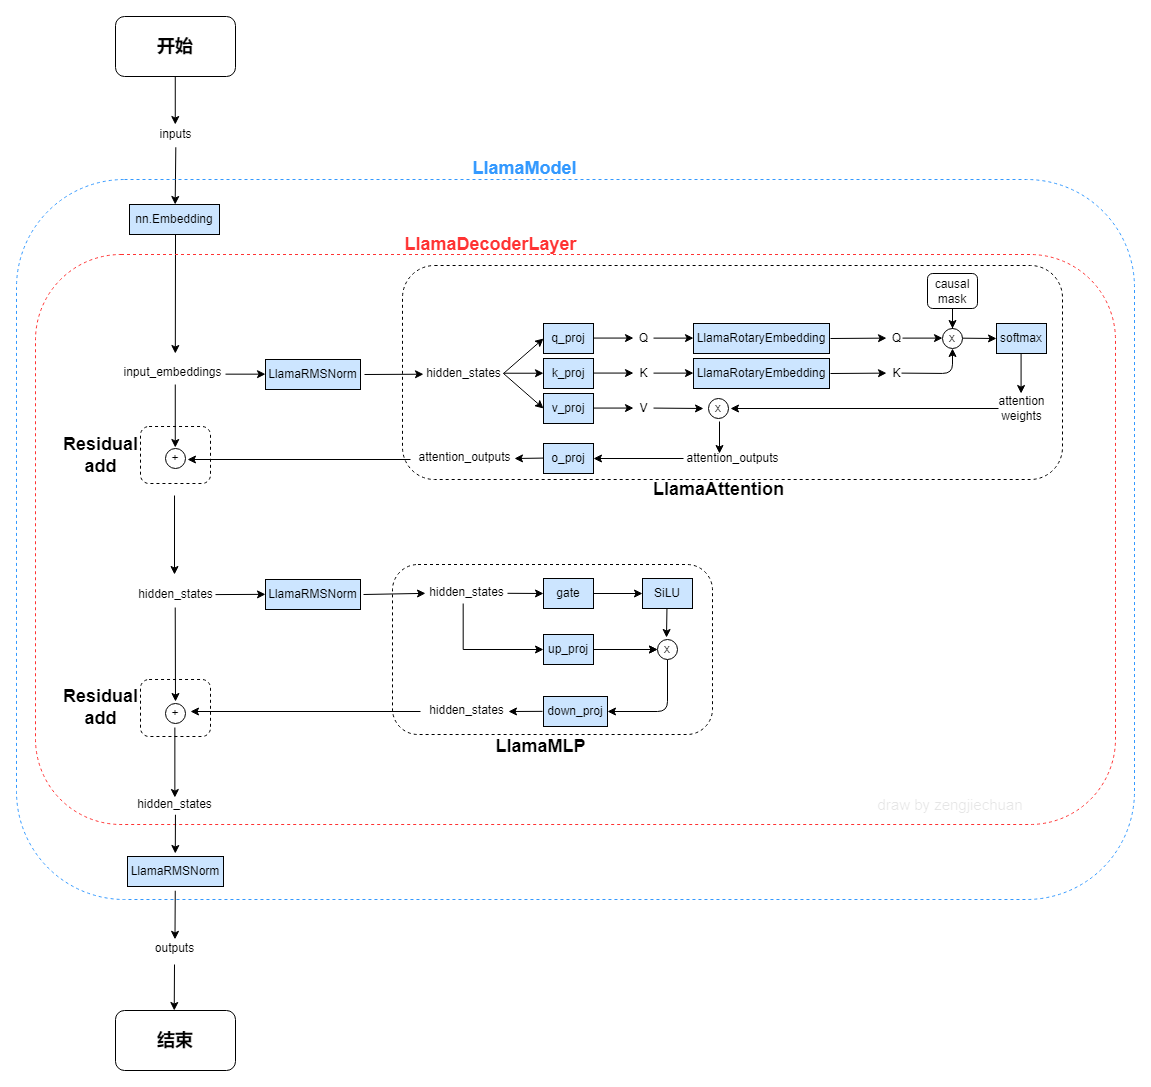 开始
inputs
LlamaModel
nn.Embedding
LlamaDecoderLayer
causal
mask
q_proj
Q
LlamaRotaryEmbedding
Q
X
softmax
input_embeddings
LlamaRMSNorm
hidden_states
k_proj
K
LlamaRotaryEmbedding
K
v_proj
V
X
attention
weights
Residual
add
+
attention_outputs
o_proj
attention_outputs
LlamaAttention
hidden_states
LlamaRMSNorm
hidden_states
gate
SiLU
up_proj
X
Residual
add
+
hidden_states
down_proj
LlamaMLP
hidden_states
draw by zengjiechuan
LlamaRMSNorm
outputs
结束